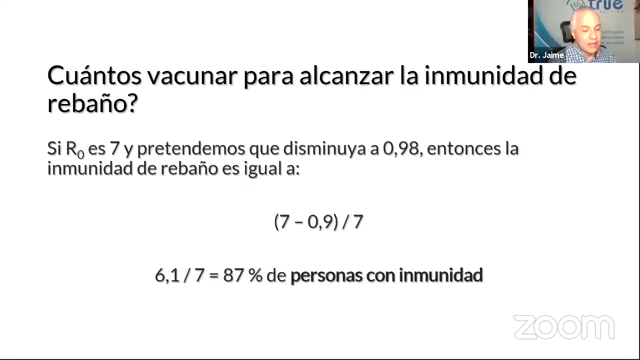 true
Dr. Jaime
Cuántos vacunar para alcanzar la inmunidad de
rebaño?
Si R0 es 7 y pretendemos que disminuya a 0,98, entonces la
inmunidad de rebaño es igual a:
(7 – 0,9) / 7
6,1 / 7 = 87 % de personas con inmunidad
zoom